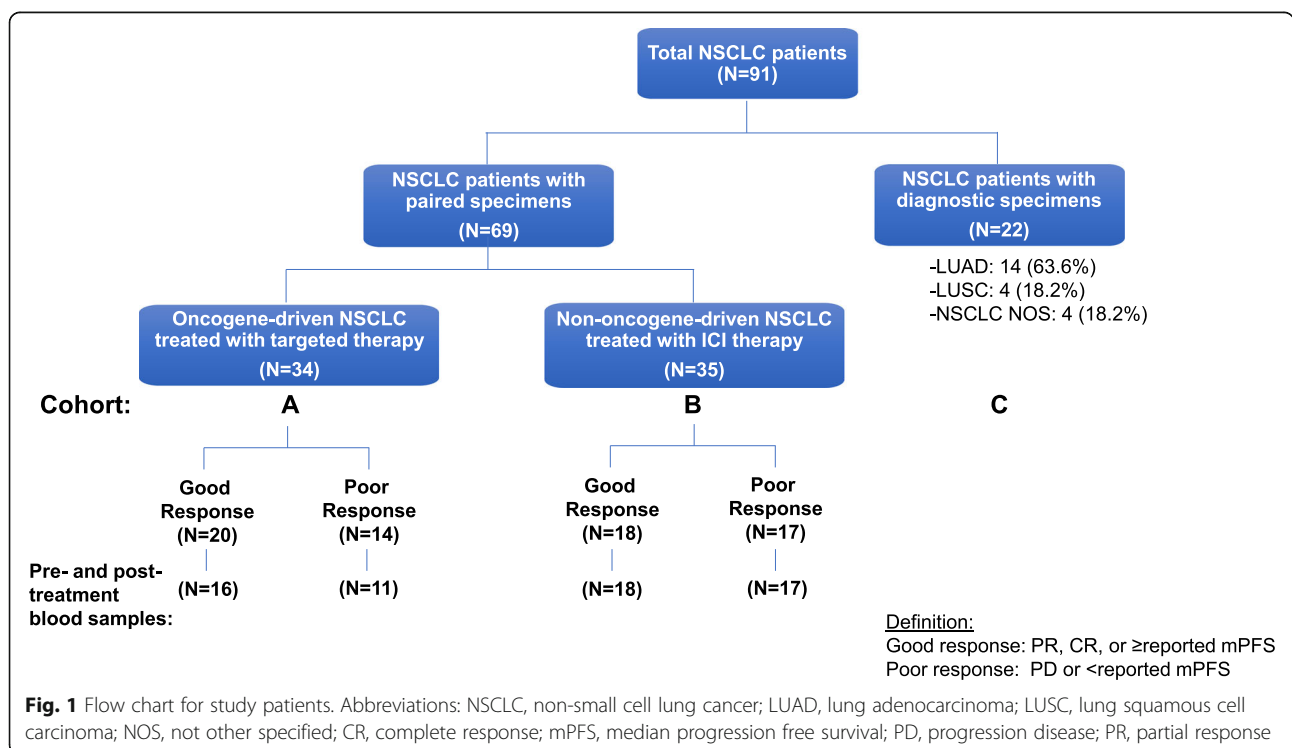 Total NSCLC patients
(N=91)
NSCLC patients with
paired specimens
(N=69)
NSCLC patients with
diagnostic specimens
(N=22)
-LUAD: 14 (63.6%)
-LUSC: 4 (18.2%)
-NSCLC NOS: 4 (18.2%)
Oncogene-driven NSCLC
treated with targeted therapy
(N=34)
Non-oncogene-driven NSCLC
treated with ICI therapy
(N=35)
Cohort: A B C
Good
Response
(N=20)
Poor
Response
(N=14)
Good
Response
(N=18)
Poor
Response
(N=17)
Pre- and post-
treatment
blood samples:
(N=16) (N=11) (N=18) (N=17)
Definition:
Good response: PR, CR, or ≥reported mPFS
Poor response: PD or <reported mPFS
Fig. 1 Flow chart for study patients. Abbreviations: NSCLC, non-small cell lung cancer; LUAD, lung adenocarcinoma; LUSC, lung squamous cell
carcinoma; NOS, not other specified; CR, complete response; mPFS, median progression free survival; PD, progression disease; PR, partial response